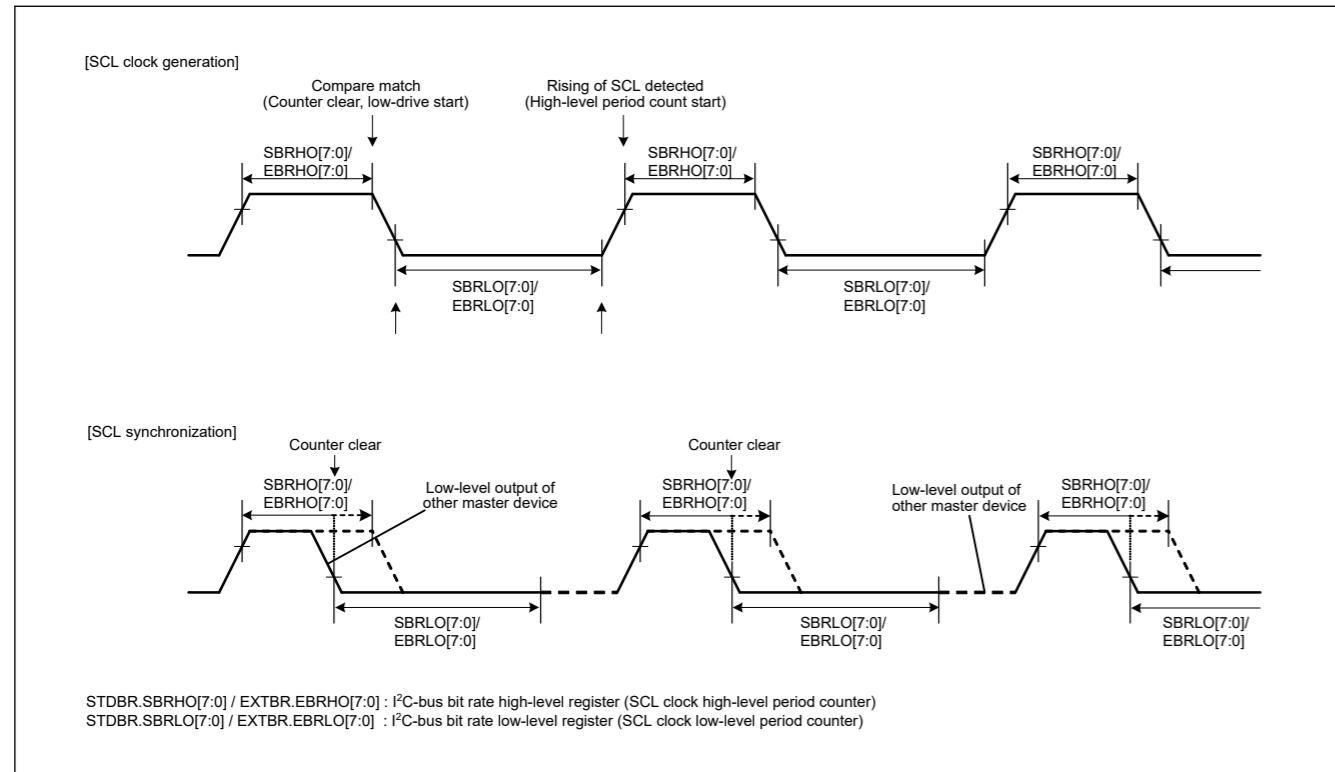 [SCL clock generation]
Compare match
(Counter clear, low-drive start)
Rising of SCL detected
(High-level period count start)
SBRHO[7:0]/
EBRHO[7:0]
SBRHO[7:0]/
EBRHO[7:0]
SBRHO[7:0]/
EBRHO[7:0]
SBRLO[7:0]/
EBRLO[7:0]
SBRLO[7:0]/
EBRLO[7:0]
[SCL synchronization]
Counter clear
Counter clear
SBRHO[7:0]/
EBRHO[7:0]
Low-level output of
other master device
SBRHO[7:0]/
EBRHO[7:0]
Low-level output of
other master device
SBRHO[7:0]/
EBRHO[7:0]
SBRLO[7:0]/
EBRLO[7:0]
SBRLO[7:0]/
EBRLO[7:0]
SBRLO[7:0]/
EBRLO[7:0]
STDBR.SBRHO[7:0] / EXTBR.EBRHO[7:0] : I²C-bus bit rate high-level register (SCL clock high-level period counter)
STDBR.SBRLO[7:0] / EXTBR.EBRLO[7:0] : I²C-bus bit rate low-level register (SCL clock low-level period counter)